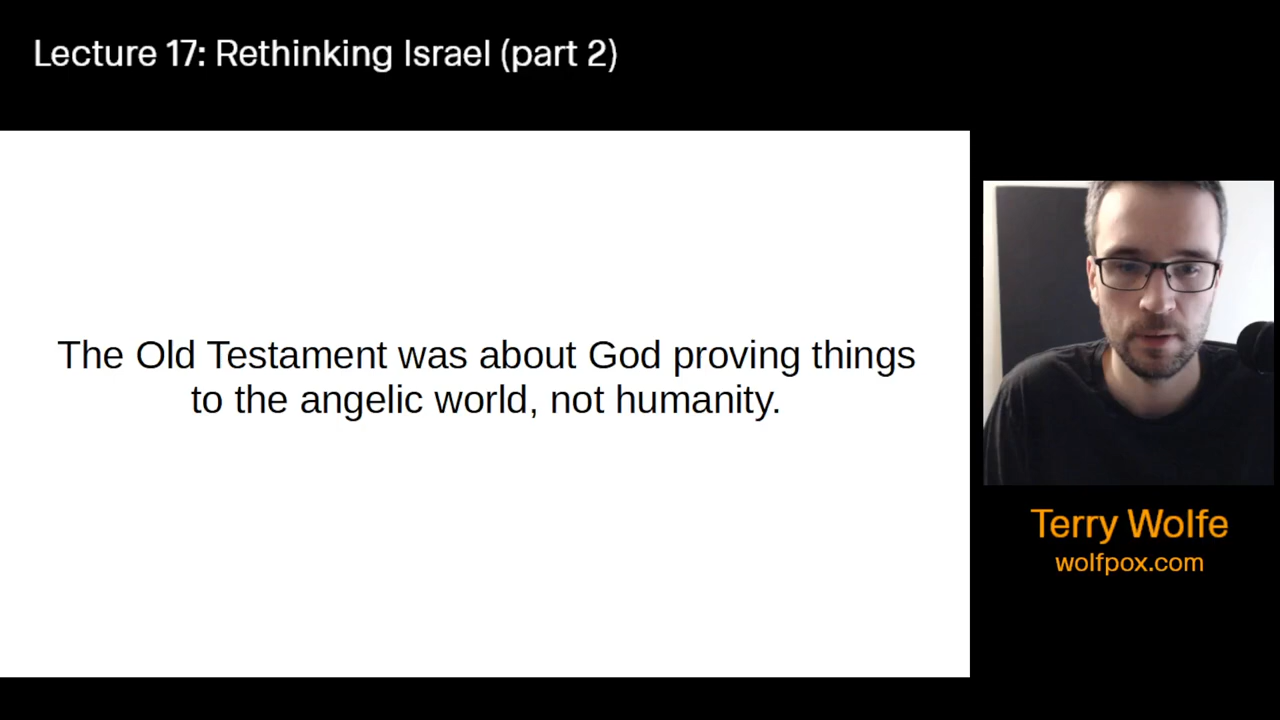 Lecture 17: Rethinking Israel (part 2)
The Old Testament was about God proving things
to the angelic world, not humanity.
Terry Wolfe
wolfpox.com